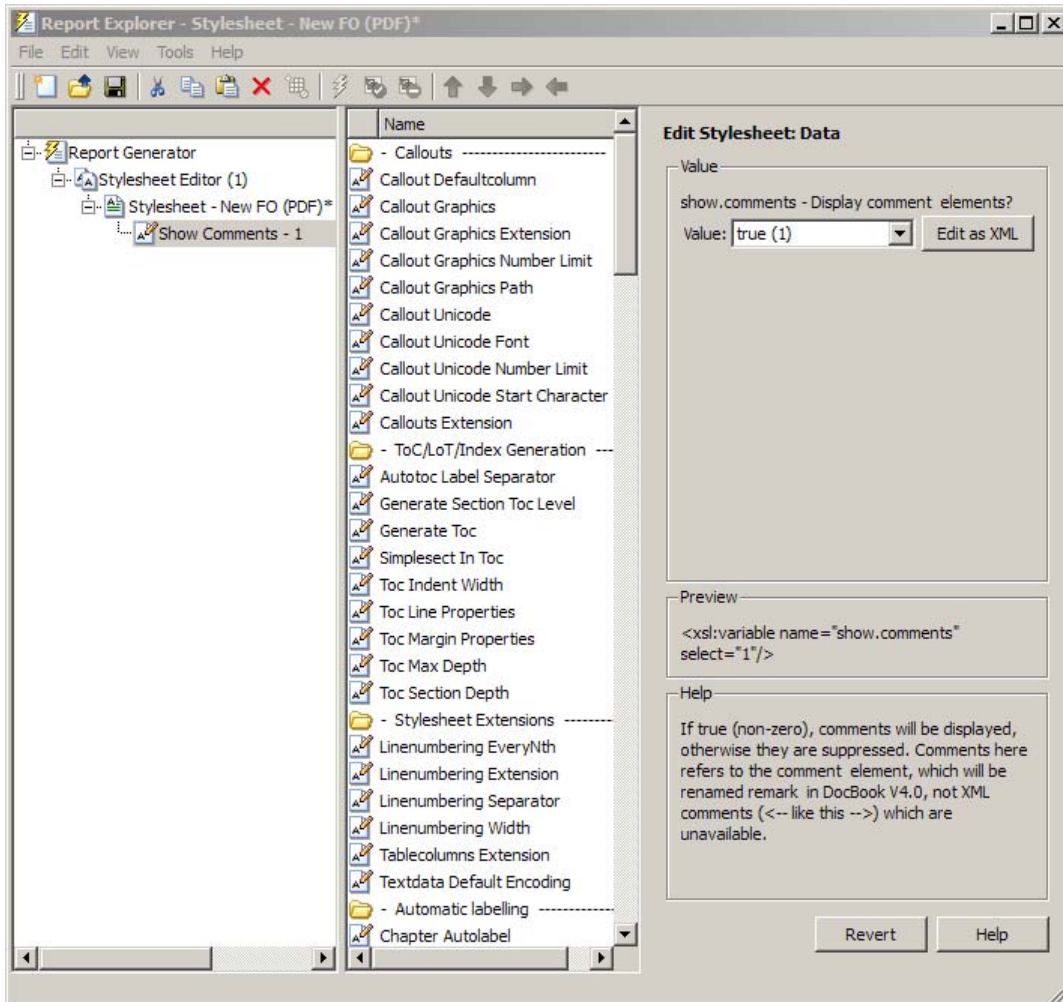 Report Explorer - Stylesheet - New FO (PDF)*
File Edit View Tools Help
Report Generator
Stylesheet Editor (1)
Stylesheet - New FO (PDF)*
Show Comments - 1
Name
- Callouts -----------------------
Callout Defaultcolumn
Callout Graphics
Callout Graphics Extension
Callout Graphics Number Limit
Callout Graphics Path
Callout Unicode
Callout Unicode Font
Callout Unicode Number Limit
Callout Unicode Start Character
Callouts Extension
- ToC/LoT/Index Generation ---
Autotoc Label Separator
Generate Section Toc Level
Generate Toc
Simplesect In Toc
Toc Indent Width
Toc Line Properties
Toc Margin Properties
Toc Max Depth
Toc Section Depth
- Stylesheet Extensions --------
Linenumbering EveryNth
Linenumbering Extension
Linenumbering Separator
Linenumbering Width
Tablecolumns Extension
Textdata Default Encoding
- Automatic labelling ------------
Chapter Autolabel
Edit Stylesheet: Data
Value
show.comments - Display comment elements?
Value: true (1) Edit as XML
Preview
<xsl:variable name="show.comments"
select="1"/>
Help
If true (non-zero), comments will be displayed,
otherwise they are suppressed. Comments here
refers to the comment element, which will be
renamed remark in DocBook V4.0, not XML
comments (<-- like this -->) which are
unavailable.
Revert Help